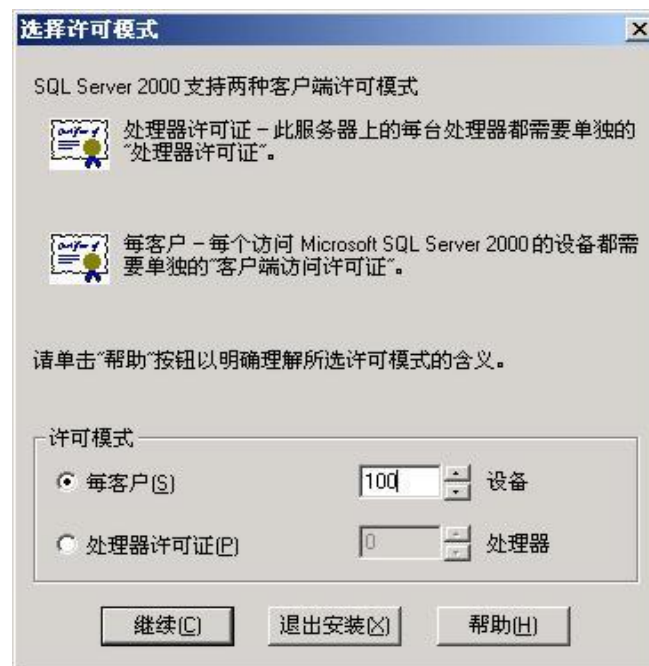 选择许可模式
SQL Server 2000 支持两种客户端许可模式
处理器许可证 - 此服务器上的每台处理器都需要单独的
"处理器许可证"。
每客户 - 每个访问 Microsoft SQL Server 2000 的设备都需
要单独的"客户端访问许可证"。
请单击"帮助"按钮以明确理解所选许可模式的含义。
许可模式
每客户(S) 100 设备
处理器许可证(P) 0 处理器
继续(C) 退出安装(X) 帮助(H)